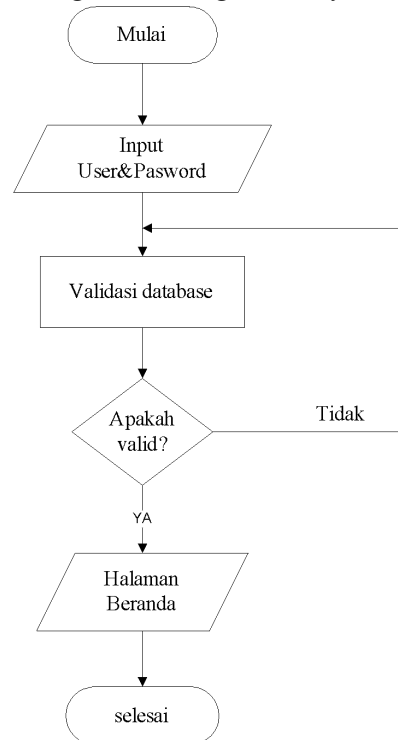 Mulai
Input
User&Pasword
Validasi database
Apakah
valid?
Tidak
YA
Halaman
Beranda
selesai